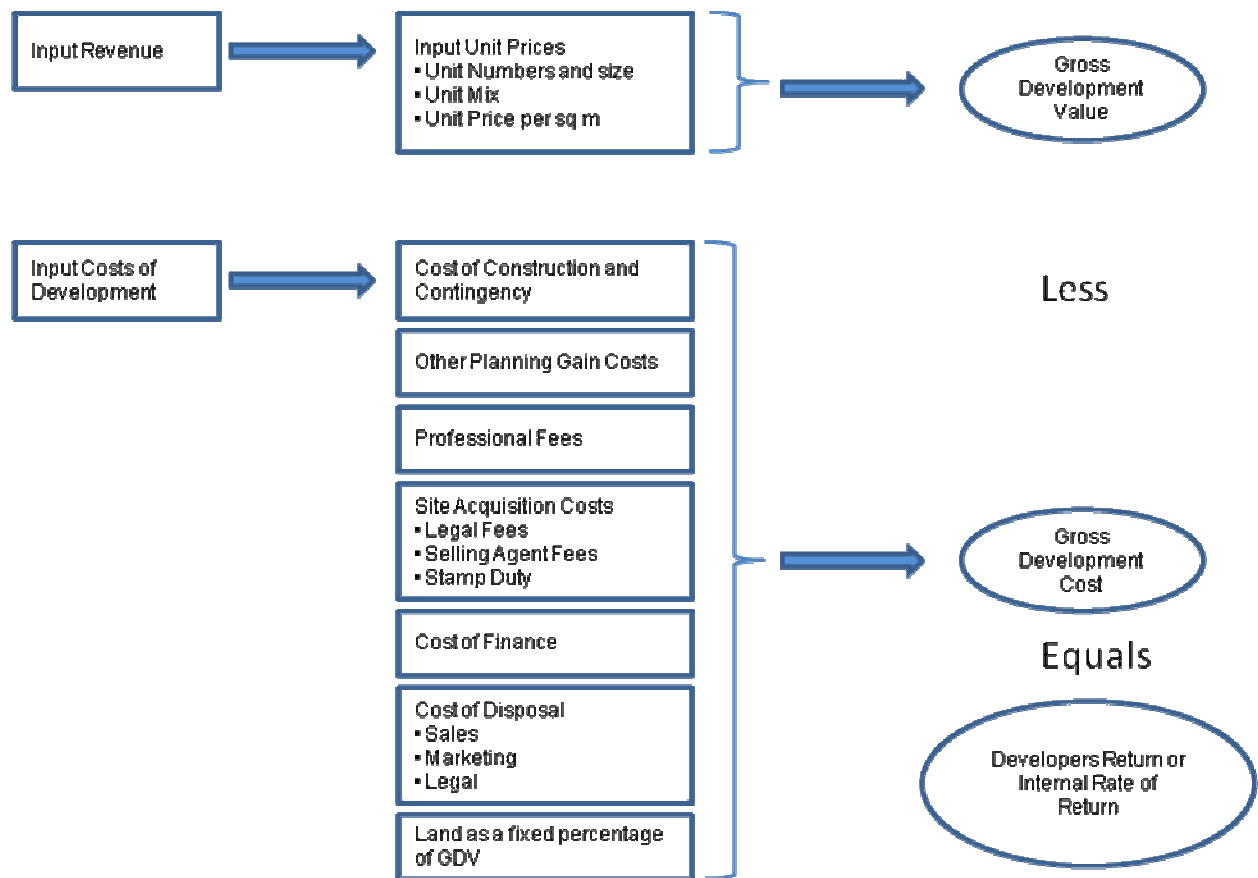 Input Revenue
Input Unit Prices
▪ Unit Numbers and size
▪ Unit Mix
▪ Unit Price per sq m
Gross
Development
Value
Input Costs of
Development
Cost of Construction and
Contingency
Less
Other Planning Gain Costs
Professional Fees
Site Acquisition Costs
▪ Legal Fees
▪ Selling Agent Fees
▪ Stamp Duty
Gross
Development
Cost
Cost of Finance
Equals
Cost of Disposal
▪ Sales
▪ Marketing
▪ Legal
Developers Return or
Internal Rate of
Return
Land as a fixed percentage
of GDV